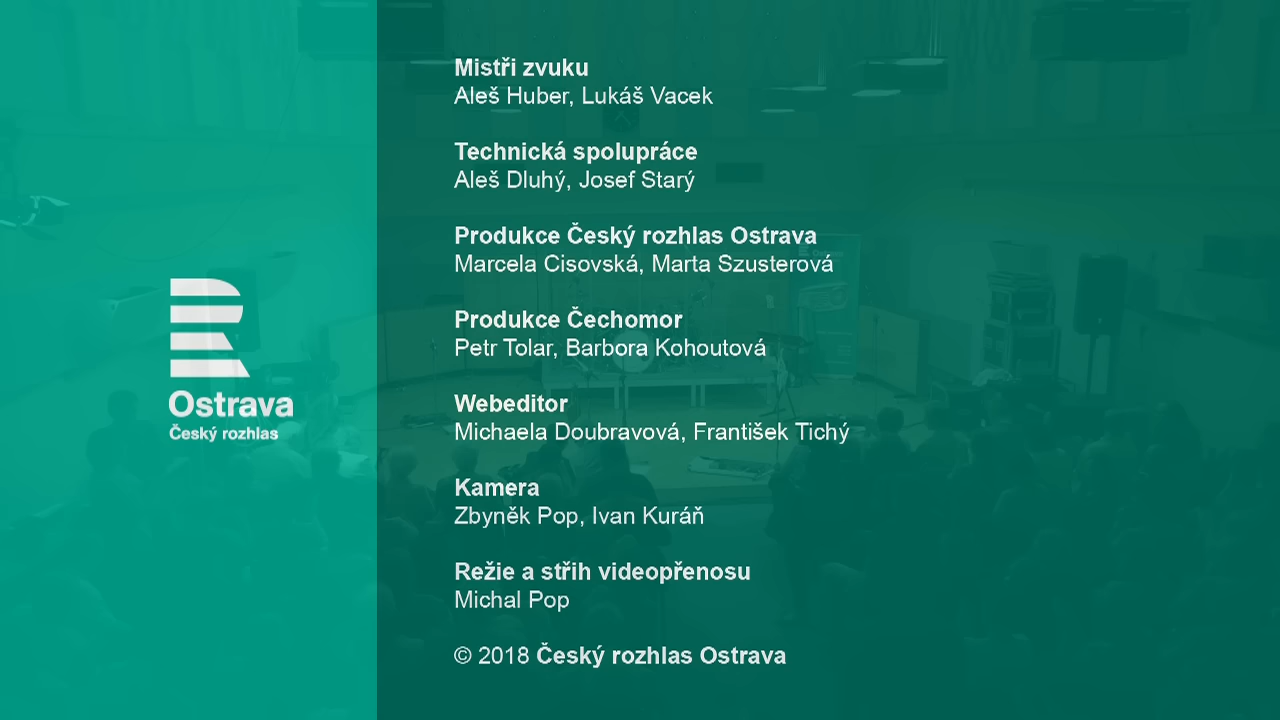 Mistři zvuku
Aleš Huber, Lukáš Vacek
Technická spolupráce
Aleš Dluhý, Josef Starý
Produkce Český rozhlas Ostrava
Marcela Cisovská, Marta Szusterová
Produkce Čechomor
Petr Tolar, Barbora Kohoutová
Webeditor
Michaela Doubravová, František Tichý
Kamera
Zbyněk Pop, Ivan Kuráň
Režie a střih videopřenosu
Michal Pop
© 2018 Český rozhlas Ostrava
Ostrava
Český rozhlas